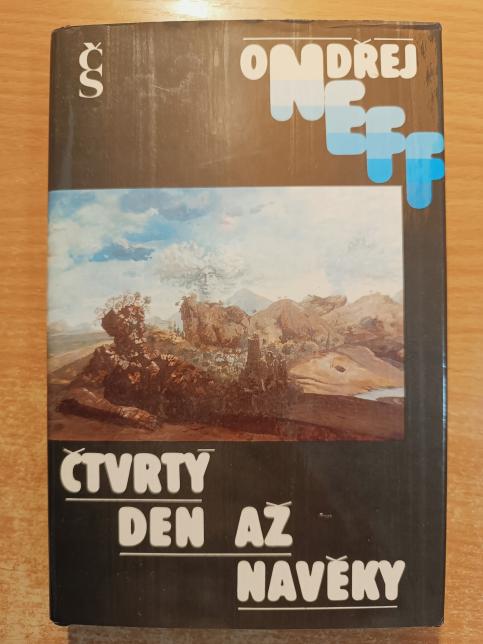 ČS
ONDŘEJ
NEFF
ČTVRTÝ
DEN AŽ
NAVĚKY